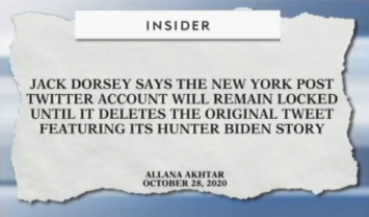 INSIDER
JACK DORSEY SAYS THE NEW YORK POST
TWITTER ACCOUNT WILL REMAIN LOCKED
UNTIL IT DELETES THE ORIGINAL TWEET
FEATURING ITS HUNTER BIDEN STORY
ALLANA AKHTAR
OCTOBER 28, 2020